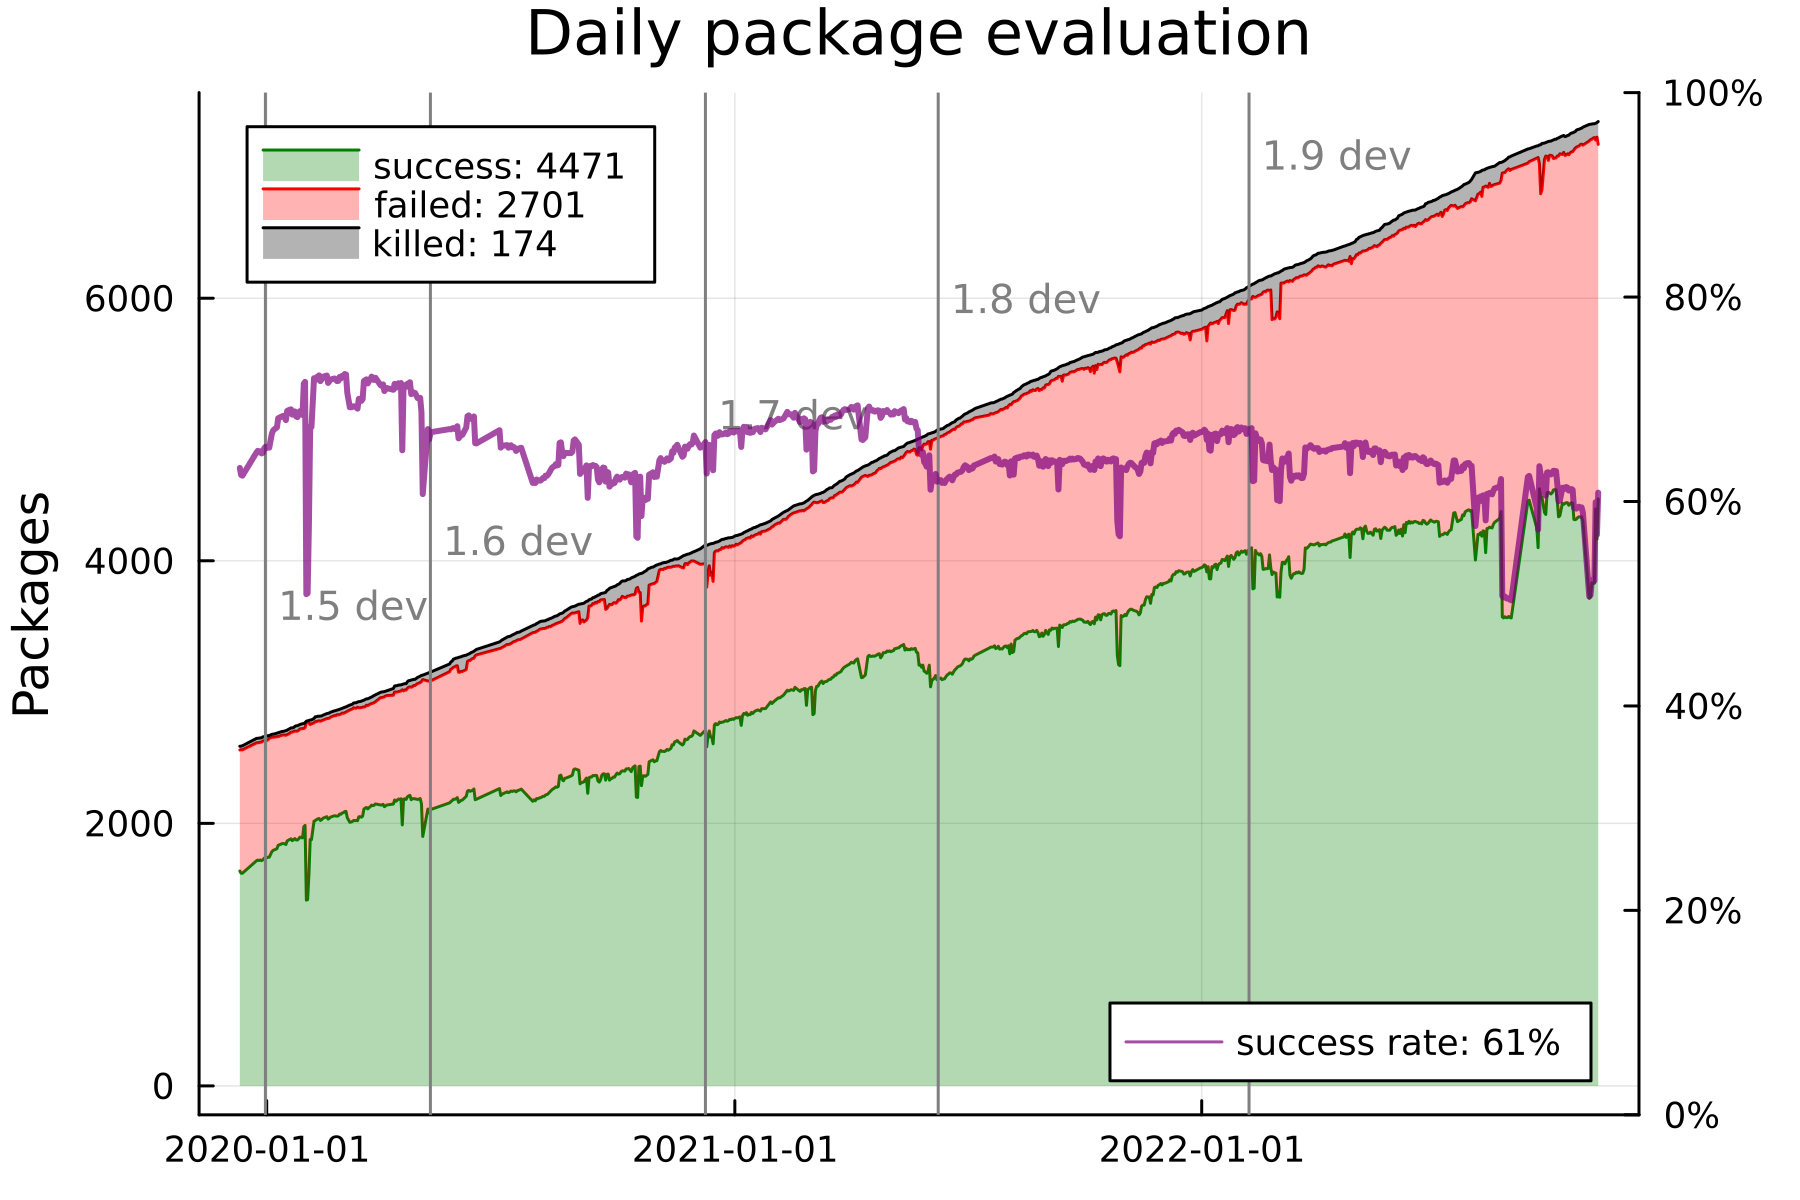 Daily package evaluation
success: 4471
failed: 2701
killed: 174
1.5 dev
1.6 dev
1.7 dev
1.8 dev
1.9 dev
Packages
6000
4000
2000
0
100%
80%
60%
40%
20%
0%
success rate: 61%
2020-01-01
2021-01-01
2022-01-01